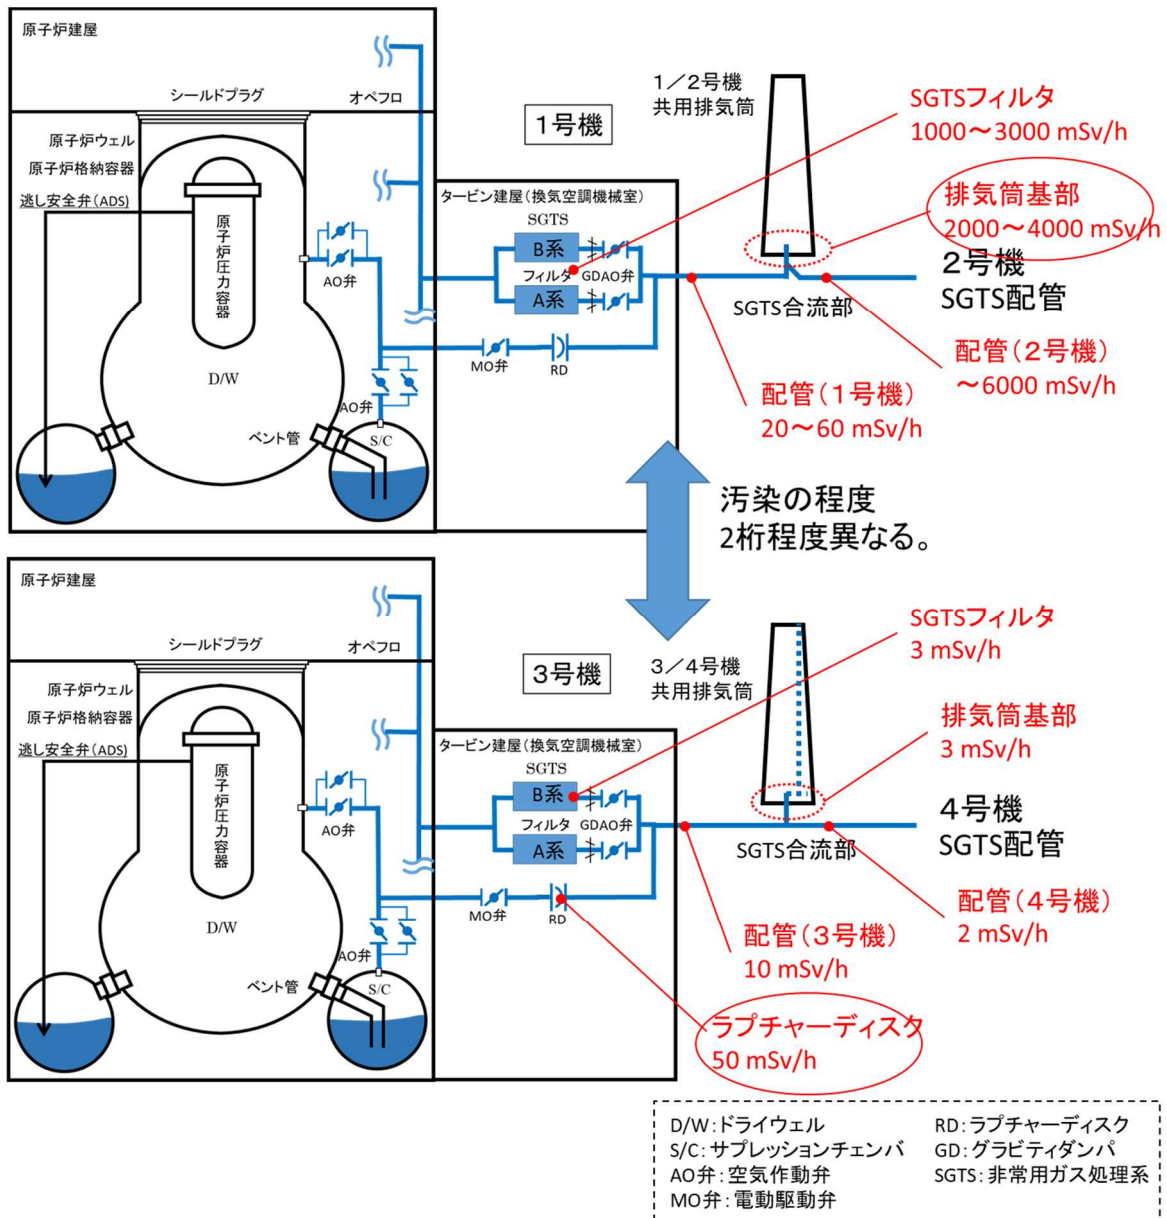 原子炉建屋
シールドプラグ
オペフロ
原子炉ウェル
原子炉格納容器
逃し安全弁(ADS)
原子炉圧力容器
AO弁
D/W
AO弁
ベント管
S/C
1号機
タービン建屋(換気空調機械室)
SGTS
B系
フィルタ
GDAO弁
A系
MO弁
RD
1/2号機
共用排気筒
SGTSフィルタ
1000~3000 mSv/h
排気筒基部
2000~4000 mSv/h
2号機
SGTS配管
SGTS合流部
配管(2号機)
~6000 mSv/h
配管(1号機)
20~60 mSv/h
汚染の程度
2桁程度異なる。
原子炉建屋
シールドプラグ
オペフロ
原子炉ウェル
原子炉格納容器
逃し安全弁(ADS)
原子炉圧力容器
AO弁
D/W
AO弁
ベント管
S/C
3号機
タービン建屋(換気空調機械室)
SGTS
B系
フィルタ
GDAO弁
A系
MO弁
RD
3/4号機
共用排気筒
SGTSフィルタ
3 mSv/h
排気筒基部
3 mSv/h
4号機
SGTS配管
SGTS合流部
配管(4号機)
2 mSv/h
配管(3号機)
10 mSv/h
ラプチャーディスク
50 mSv/h
D/W:ドライウェル
S/C:サプレッションチェンバ
AO弁:空気作動弁
MO弁:電動駆動弁
RD:ラプチャーディスク
GD:グラビティダンパ
SGTS:非常用ガス処理系